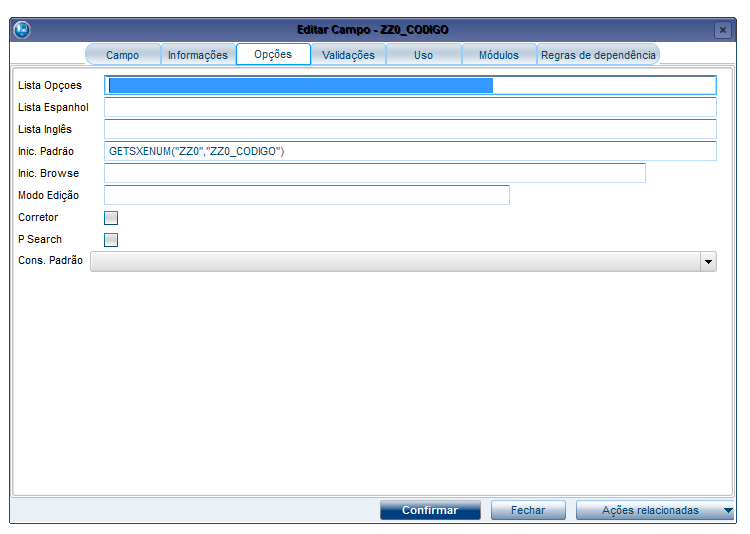 Editar Campo - ZZ0_CODIGO
Campo Informações Opções Validações Uso Módulos Regras de dependência
Lista Opçoes
Lista Espanhol
Lista Inglês
Inic. Padrão GETSXENUM("ZZ0","ZZ0_CODIGO")
Inic. Browse
Modo Edição
Corretor
P Search
Cons. Padrão
Confirmar Fechar Ações relacionadas